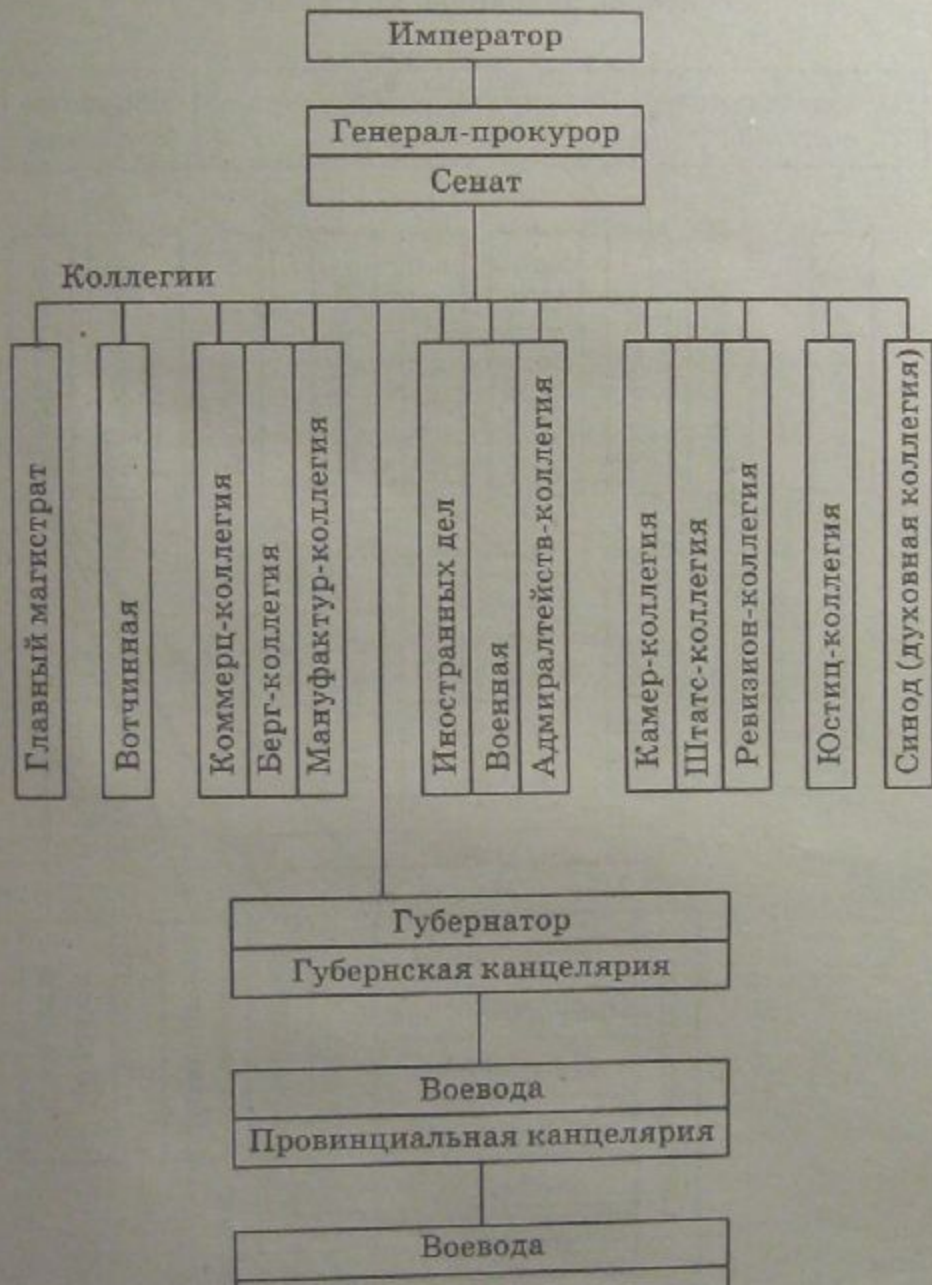 Император
Генерал-прокурор
Сенат
Коллегии
Главный магистрат
Вотчинная
Коммерц-коллегия
Берг-коллегия
Мануфактур-коллегия
Иностранных дел
Военная
Адмиралтейств-коллегия
Камер-коллегия
Штатс-коллегия
Ревизион-коллегия
Юстиц-коллегия
Синод (духовная коллегия)
Губернатор
Губернская канцелярия
Воевода
Провинциальная канцелярия
Воевода